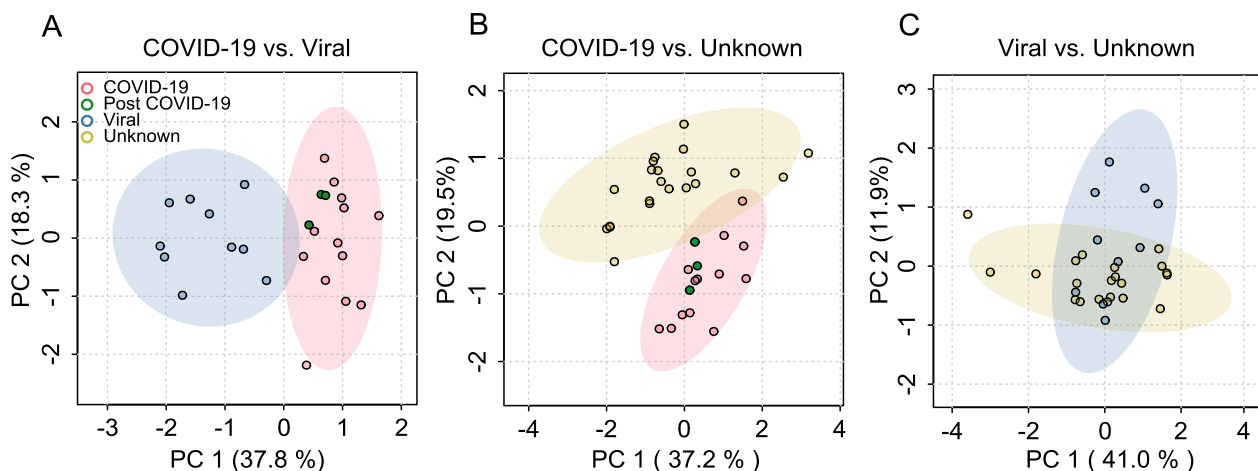 A
COVID-19 vs. Viral
COVID-19
Post COVID-19
Viral
Unknown
2
1
0
-1
-2
PC 2 (18.3 %)
-3
-2
-1
0
1
2
PC 1 (37.8 %)
B
COVID-19 vs. Unknown
2
1
0
-1
-2
PC 2 (19.5%)
-4
-2
0
2
4
PC 1 ( 37.2 %)
C
Viral vs. Unknown
3
2
1
0
-1
-2
PC 2 (11.9%)
-4
-2
0
2
4
PC 1 ( 41.0 %)